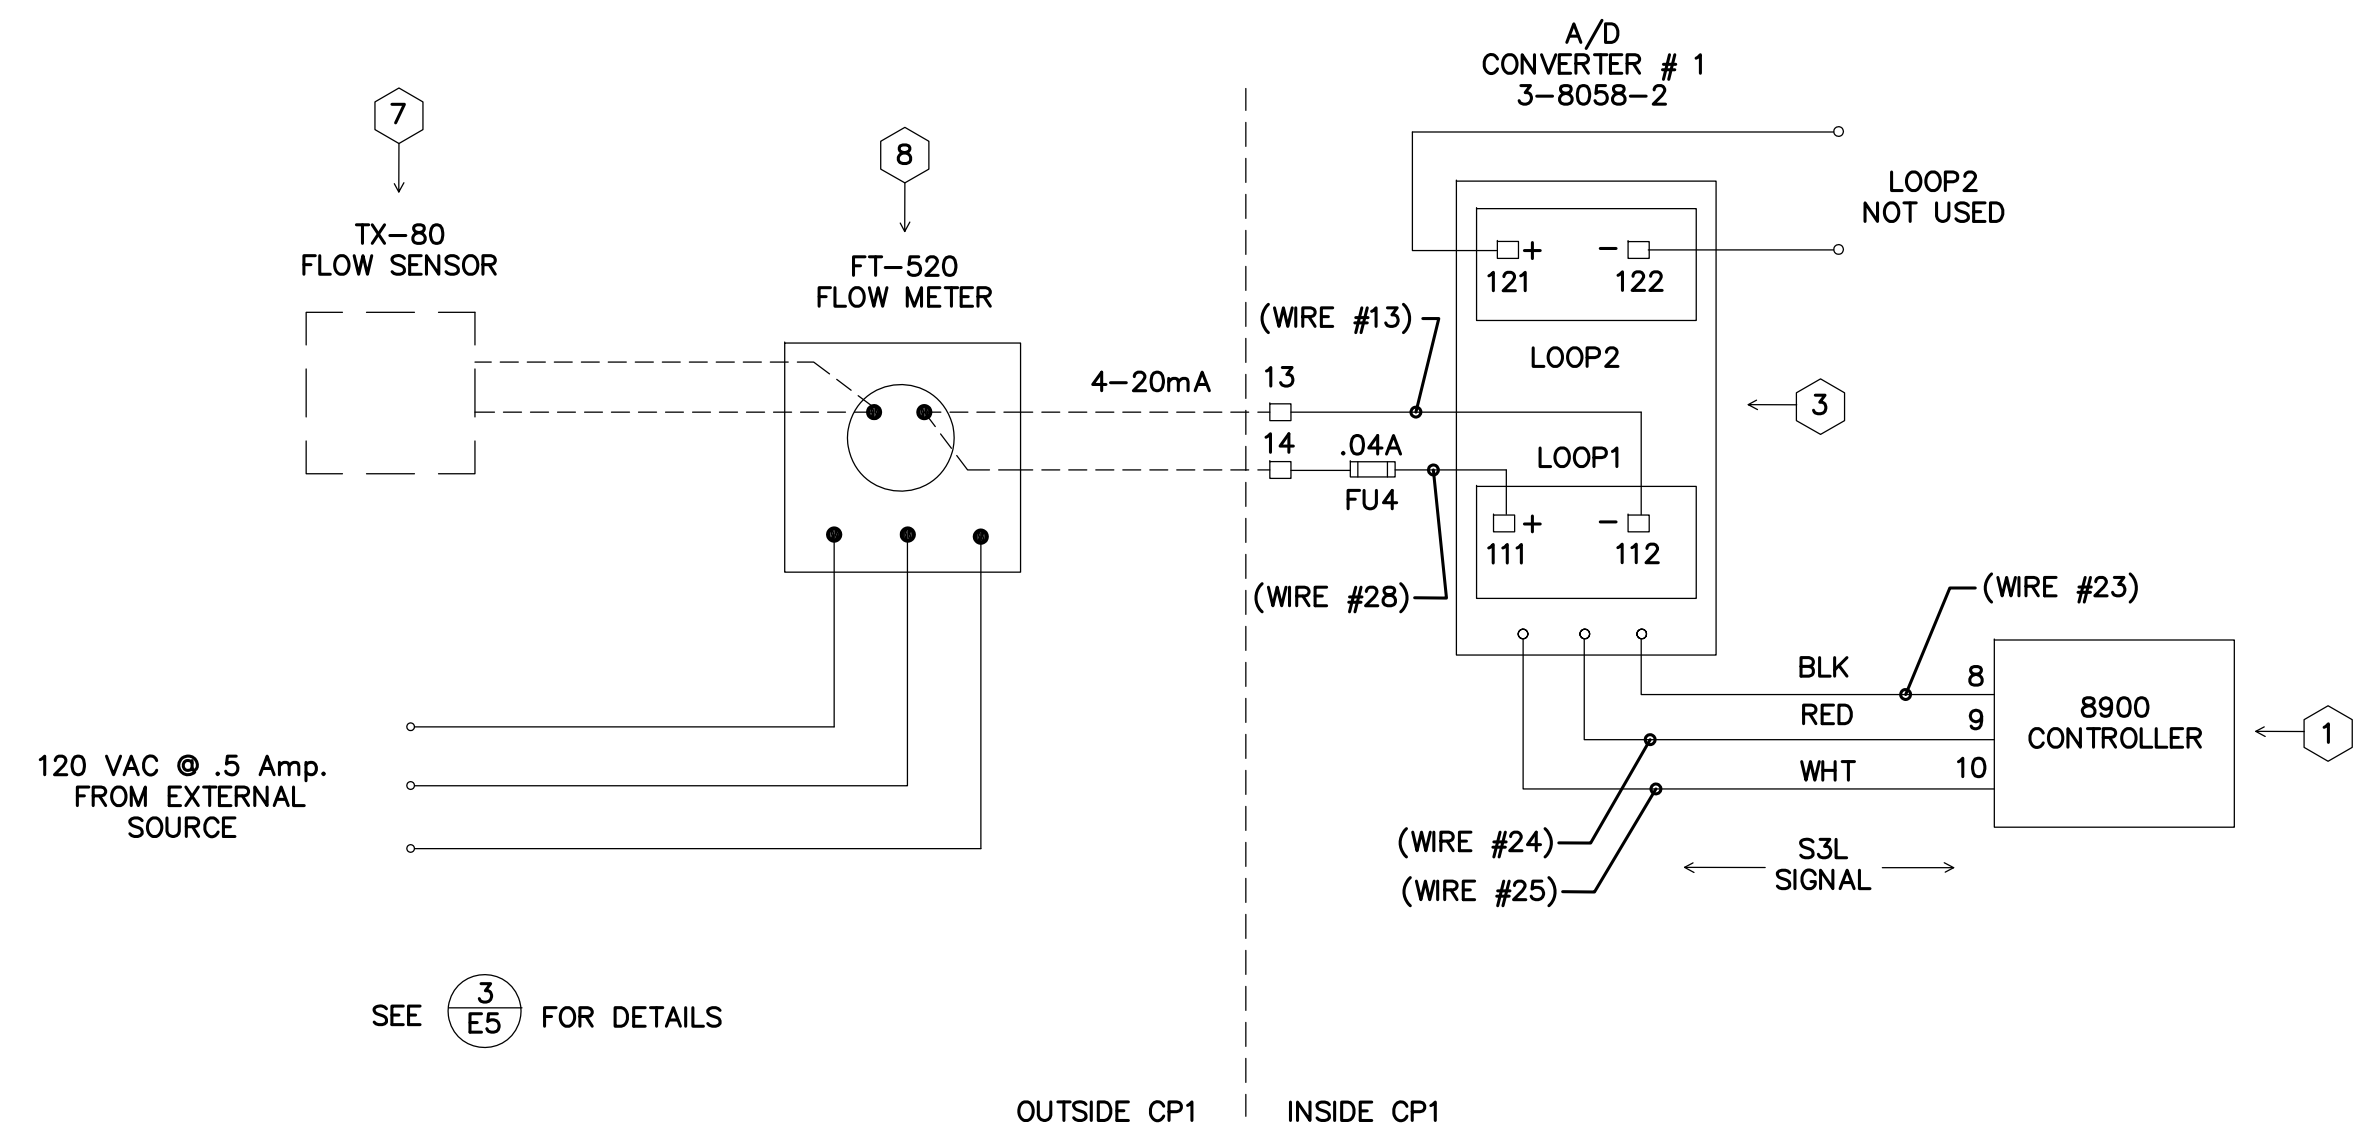 7
TX-80
FLOW SENSOR
8
FT-520
FLOW METER
4-20mA
120 VAC @ .5 Amp.
FROM EXTERNAL
SOURCE
SEE 3 FOR DETAILS
E5
OUTSIDE CP1
INSIDE CP1
A/D
CONVERTER # 1
3-8058-2
LOOP2
NOT USED
+ -
121 122
(WIRE #13)
LOOP2
13
3
14
.04A
LOOP1
FU4
+ -
111 112
(WIRE #28)
(WIRE #23)
BLK 8
RED 9
WHT 10
8900
CONTROLLER
1
(WIRE #24)
(WIRE #25)
S3L
SIGNAL